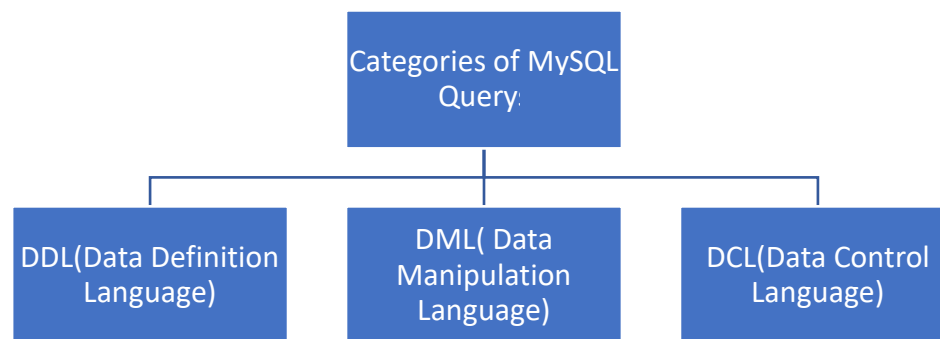 Categories of MySQL
Query:
DDL(Data Definition
Language)
DML( Data
Manipulation
Language)
DCL(Data Control
Language)